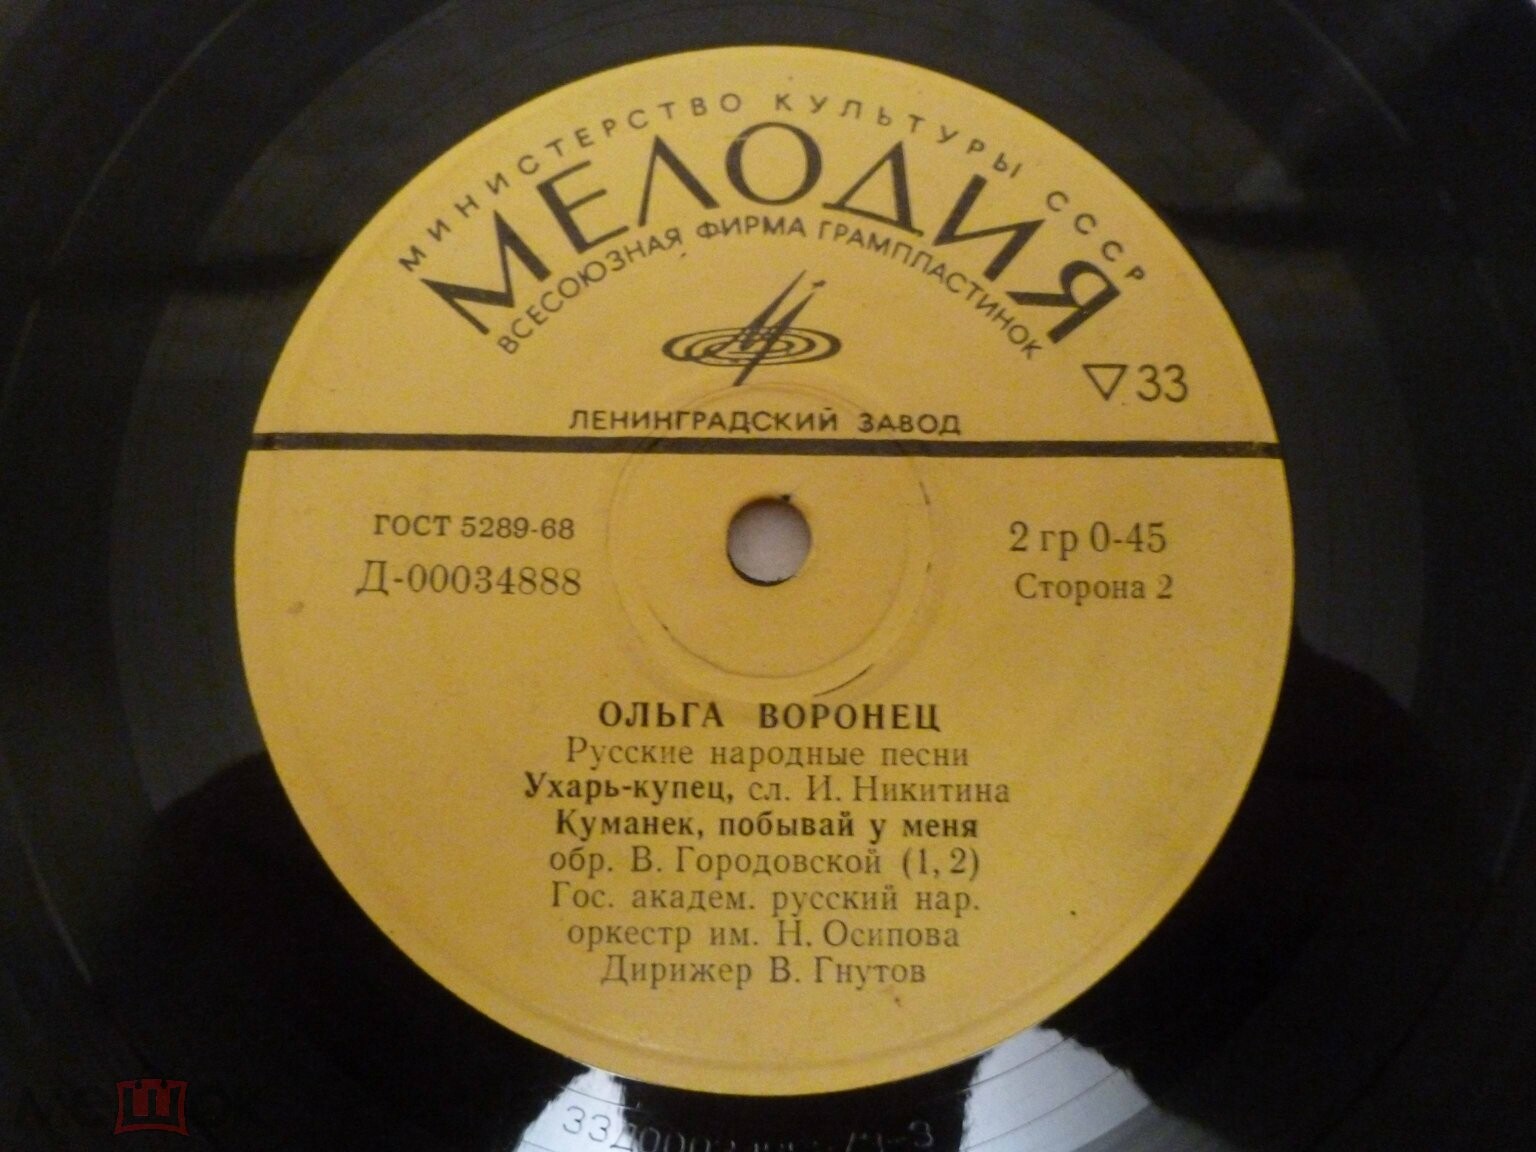 МИНИСТЕРСТВО КУЛЬТУРЫ СССР
МЕЛОДИЯ
ВСЕСОЮЗНАЯ ФИРМА ГРАМПЛАСТИНОК
▽33
ЛЕНИНГРАДСКИЙ ЗАВОД
ГОСТ 5289-68
Д-00034888
2 гр 0-45
Сторона 2
ОЛЬГА ВОРОНЕЦ
Русские народные песни
Ухарь-купец, сл. И. Никитина
Куманек, побывай у меня
обр. В. Городовской (1, 2)
Гос. академ. русский нар.
оркестр им. Н. Осипова
Дирижер В. Гнутов
мешок